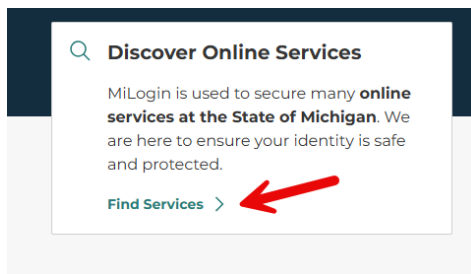 Discover Online Services
MiLogin is used to secure many online
services at the State of Michigan. We
are here to ensure your identity is safe
and protected.
Find Services